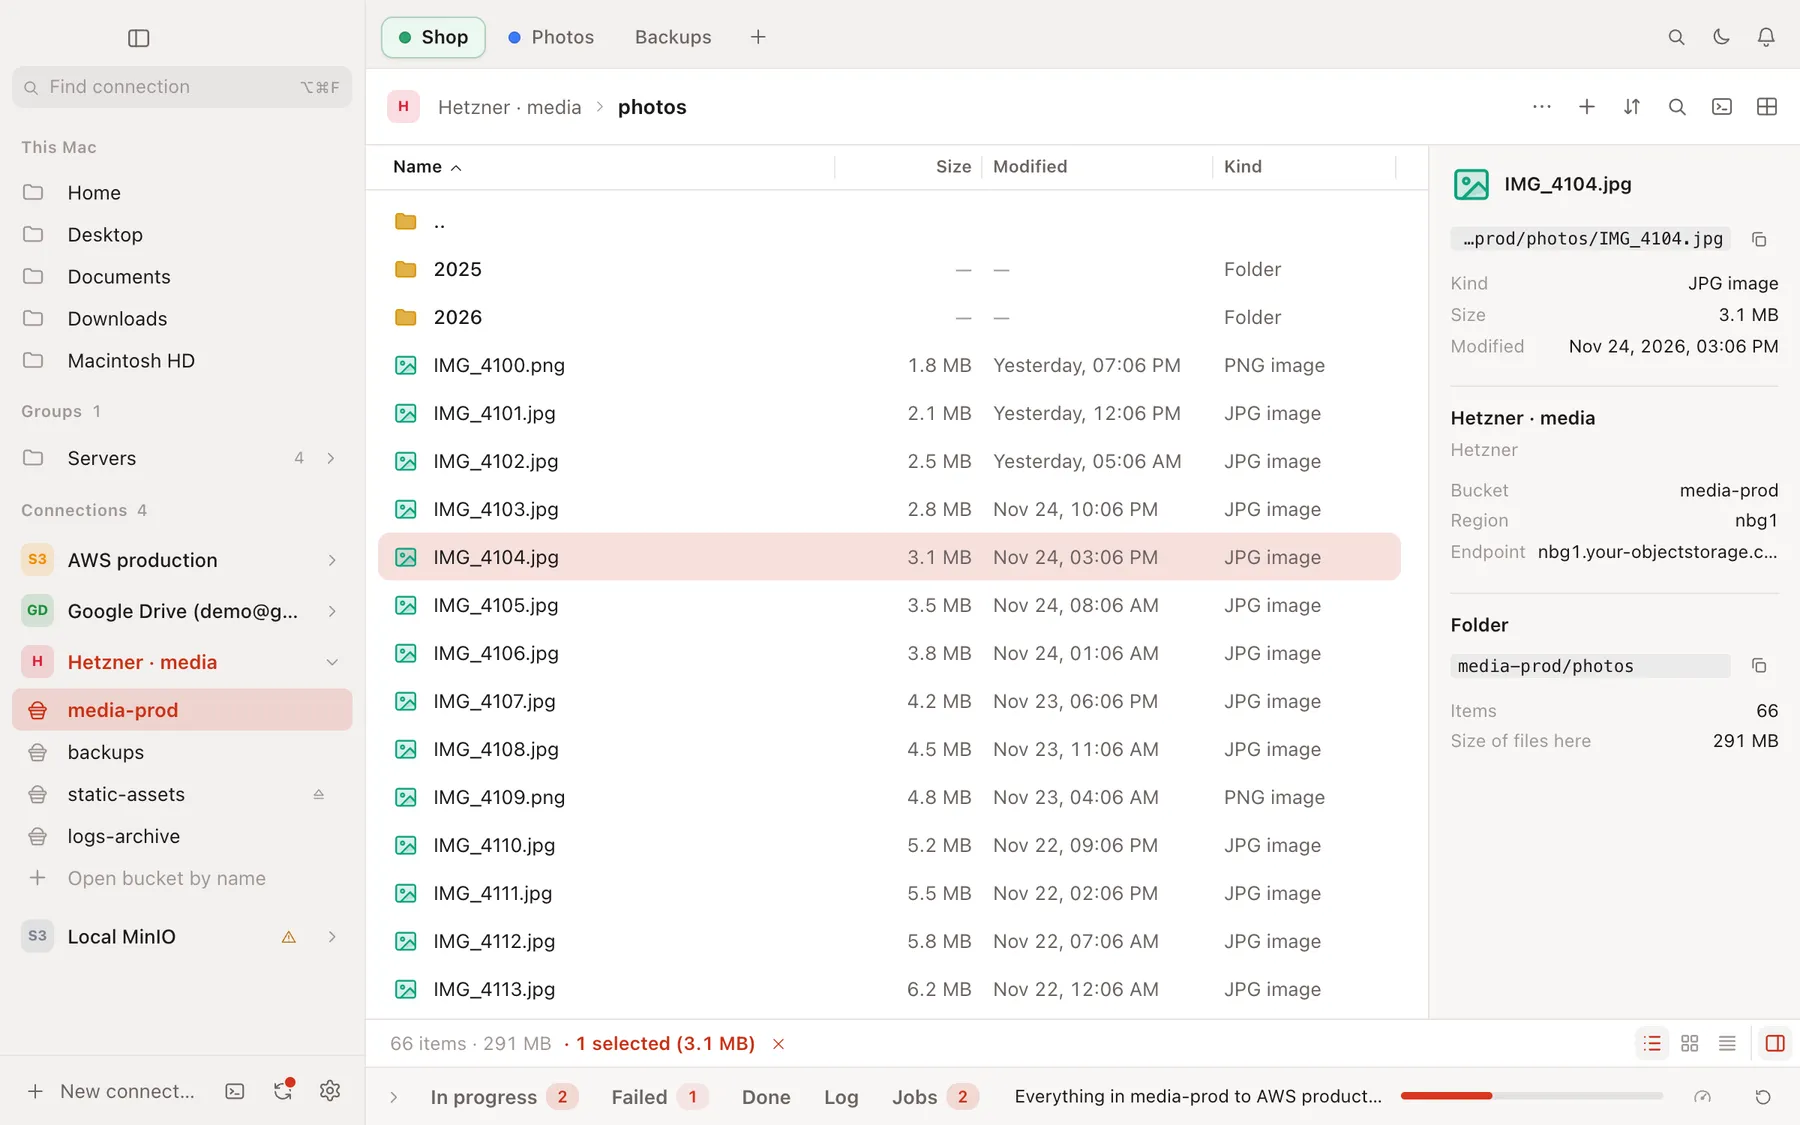 Find connection ⌥⌘F
This Mac
Home
Desktop
Documents
Downloads
Macintosh HD
Groups 1
Servers 4
Connections 4
S3 AWS production
GD Google Drive (demo@g...
H Hetzner · media
media-prod
backups
static-assets
logs-archive
Open bucket by name
S3 Local MinIO
New connect...
Shop Photos Backups
H Hetzner · media photos
Name Size Modified Kind
..
2025 — — Folder
2026 — — Folder
IMG_4100.png 1.8 MB Yesterday, 07:06 PM PNG image
IMG_4101.jpg 2.1 MB Yesterday, 12:06 PM JPG image
IMG_4102.jpg 2.5 MB Yesterday, 05:06 AM JPG image
IMG_4103.jpg 2.8 MB Nov 24, 10:06 PM JPG image
IMG_4104.jpg 3.1 MB Nov 24, 03:06 PM JPG image
IMG_4105.jpg 3.5 MB Nov 24, 08:06 AM JPG image
IMG_4106.jpg 3.8 MB Nov 24, 01:06 AM JPG image
IMG_4107.jpg 4.2 MB Nov 23, 06:06 PM JPG image
IMG_4108.jpg 4.5 MB Nov 23, 11:06 AM JPG image
IMG_4109.png 4.8 MB Nov 23, 04:06 AM PNG image
IMG_4110.jpg 5.2 MB Nov 22, 09:06 PM JPG image
IMG_4111.jpg 5.5 MB Nov 22, 02:06 PM JPG image
IMG_4112.jpg 5.8 MB Nov 22, 07:06 AM JPG image
IMG_4113.jpg 6.2 MB Nov 22, 12:06 AM JPG image
IMG_4104.jpg
…prod/photos/IMG_4104.jpg
Kind JPG image
Size 3.1 MB
Modified Nov 24, 2026, 03:06 PM
Hetzner · media
Hetzner
Bucket media-prod
Region nbg1
Endpoint nbg1.your-objectstorage.c...
Folder
media-prod/photos
Items 66
Size of files here 291 MB
66 items · 291 MB · 1 selected (3.1 MB)
In progress 2 Failed 1 Done Log Jobs 2 Everything in media-prod to AWS product...